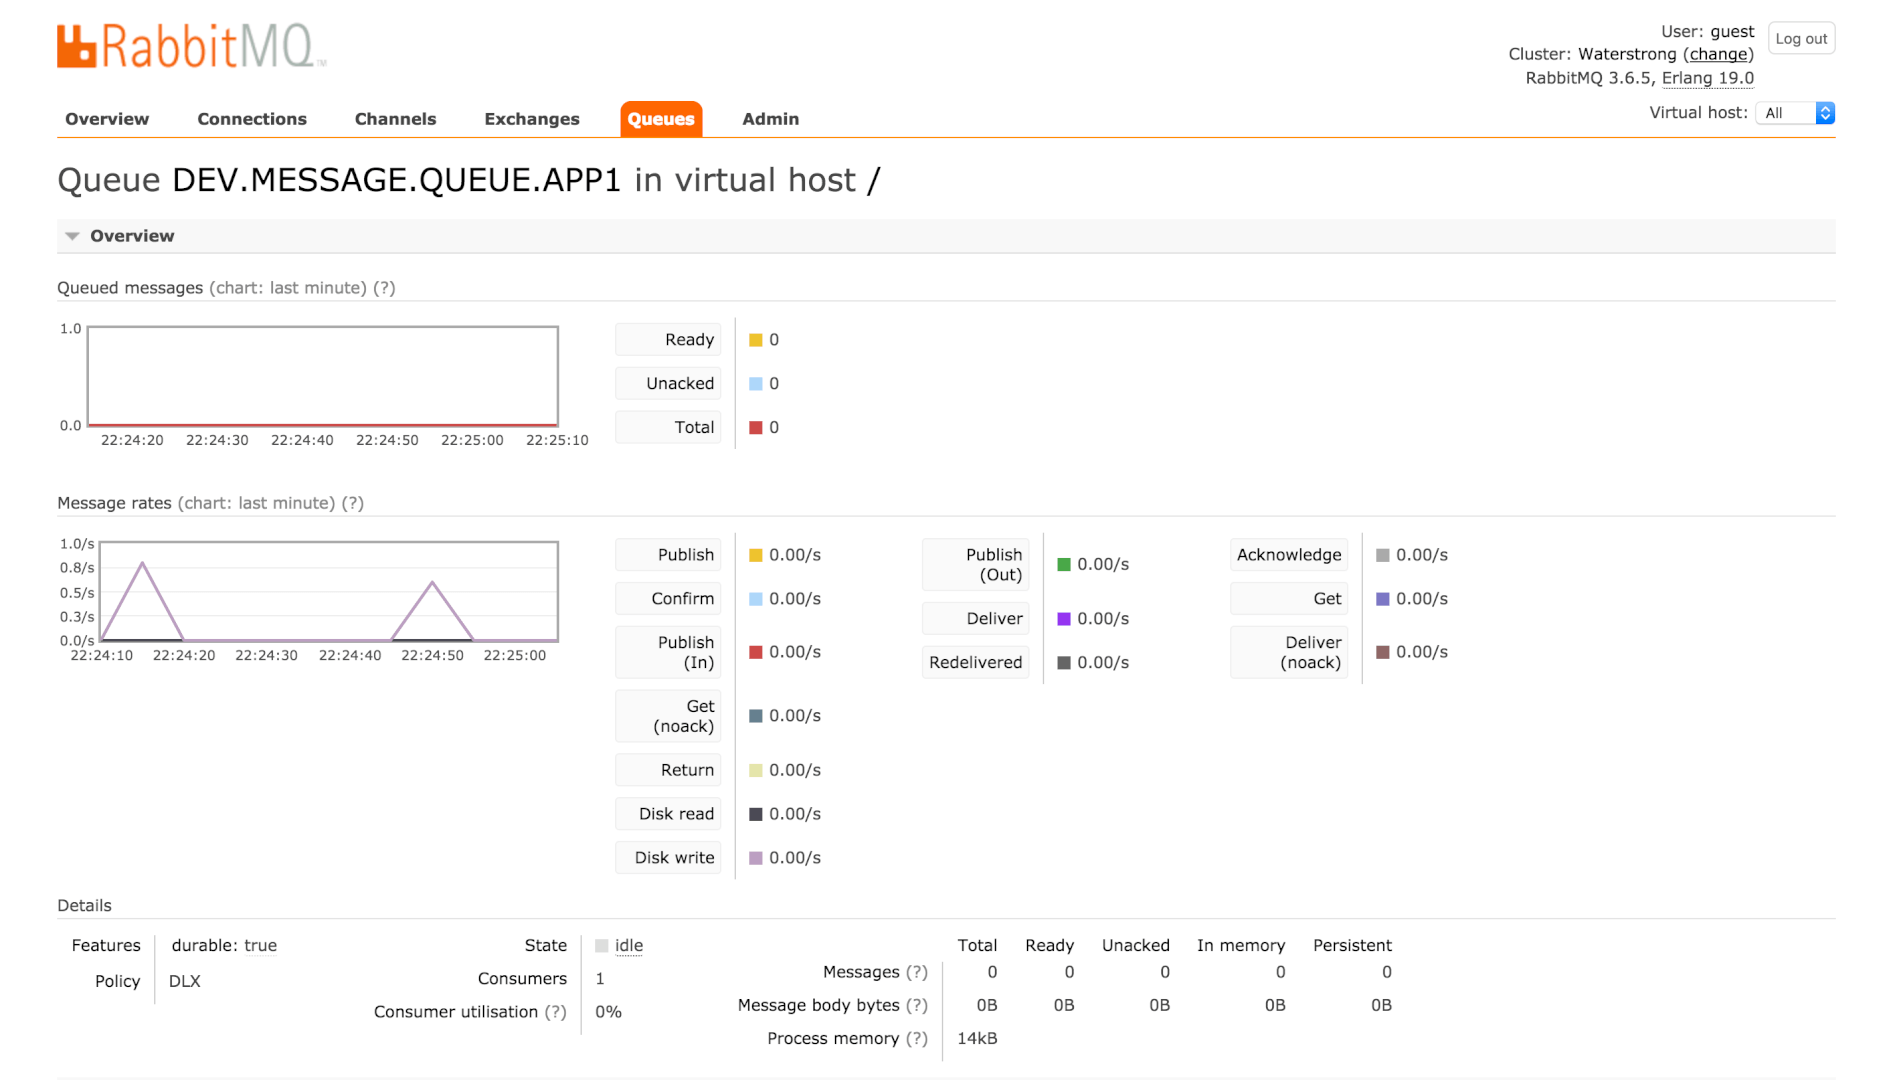 RabbitMQ™
User: guest
Log out
Cluster: Waterstrong (change)
RabbitMQ 3.6.5, Erlang 19.0
Virtual host: All
Overview Connections Channels Exchanges Queues Admin
Queue DEV.MESSAGE.QUEUE.APP1 in virtual host /
Overview
Queued messages (chart: last minute) (?)
1.0
0.0
22:24:20 22:24:30 22:24:40 22:24:50 22:25:00 22:25:10
Ready 0
Unacked 0
Total 0
Message rates (chart: last minute) (?)
1.0/s
0.8/s
0.5/s
0.3/s
0.0/s
22:24:10 22:24:20 22:24:30 22:24:40 22:24:50 22:25:00
Publish 0.00/s
Confirm 0.00/s
Publish
(In) 0.00/s
Get
(noack) 0.00/s
Return 0.00/s
Disk read 0.00/s
Disk write 0.00/s
Publish
(Out) 0.00/s
Deliver 0.00/s
Redelivered 0.00/s
Acknowledge 0.00/s
Get 0.00/s
Deliver
(noack) 0.00/s
Details
Features durable: true
Policy DLX
State idle
Consumers 1
Consumer utilisation (?) 0%
Total Ready Unacked In memory Persistent
Messages (?) 0 0 0 0 0
Message body bytes (?) 0B 0B 0B 0B 0B
Process memory (?) 14kB